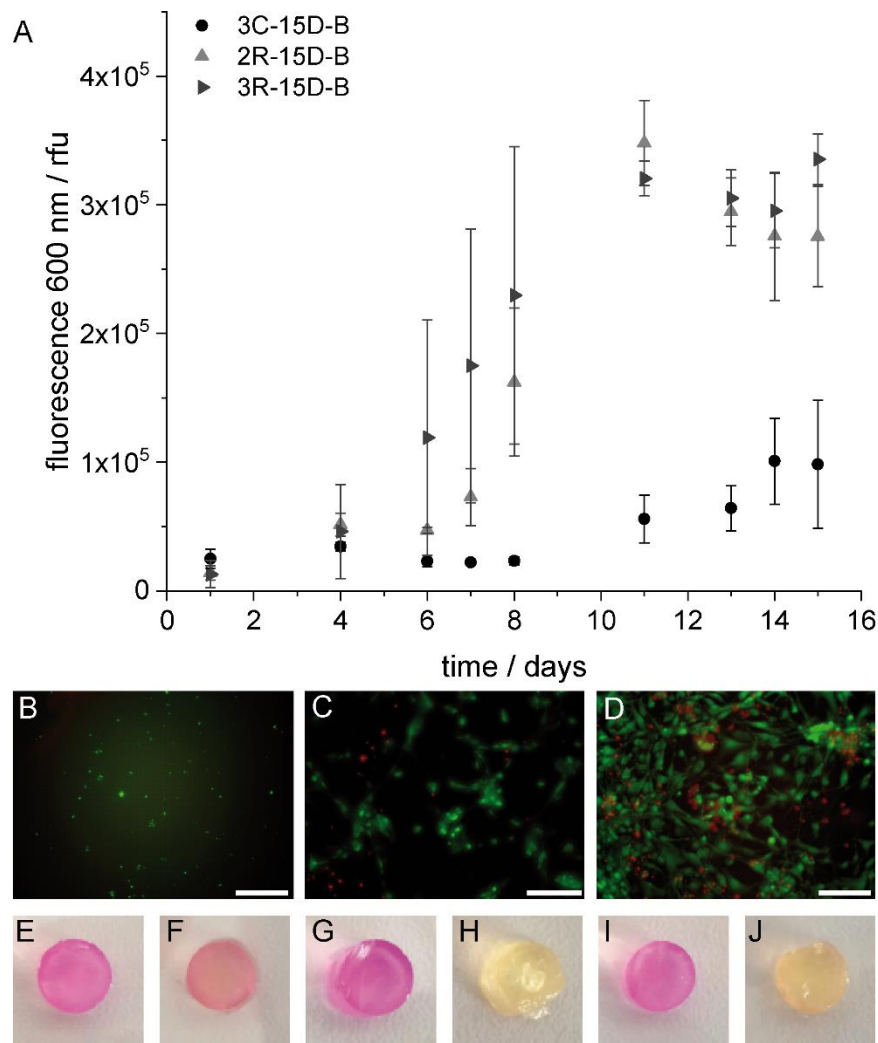 A
3C-15D-B
2R-15D-B
3R-15D-B
fluorescence 600 nm / rfu
4x10⁵
3x10⁵
2x10⁵
1x10⁵
0
0 2 4 6 8 10 12 14 16
time / days
B C D
E F G H I J